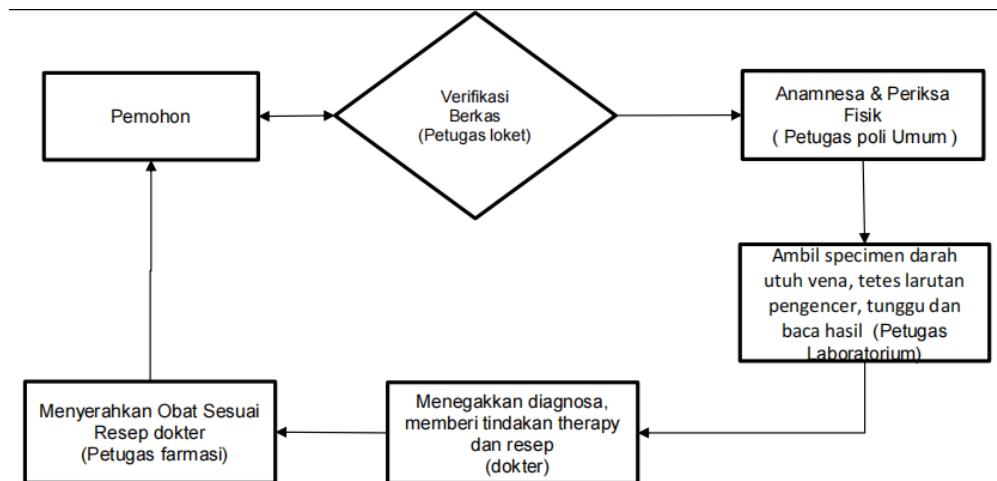 Pemohon
Verifikasi
Berkas
(Petugas loket)
Anamnesa & Periksa
Fisik
( Petugas poli Umum )
Ambil specimen darah
utuh vena, tetes larutan
pengencer, tunggu dan
baca hasil (Petugas
Laboratorium)
Menegakkan diagnosa,
memberi tindakan therapy
dan resep
(dokter)
Menyerahkan Obat Sesuai
Resep dokter
(Petugas farmasi)